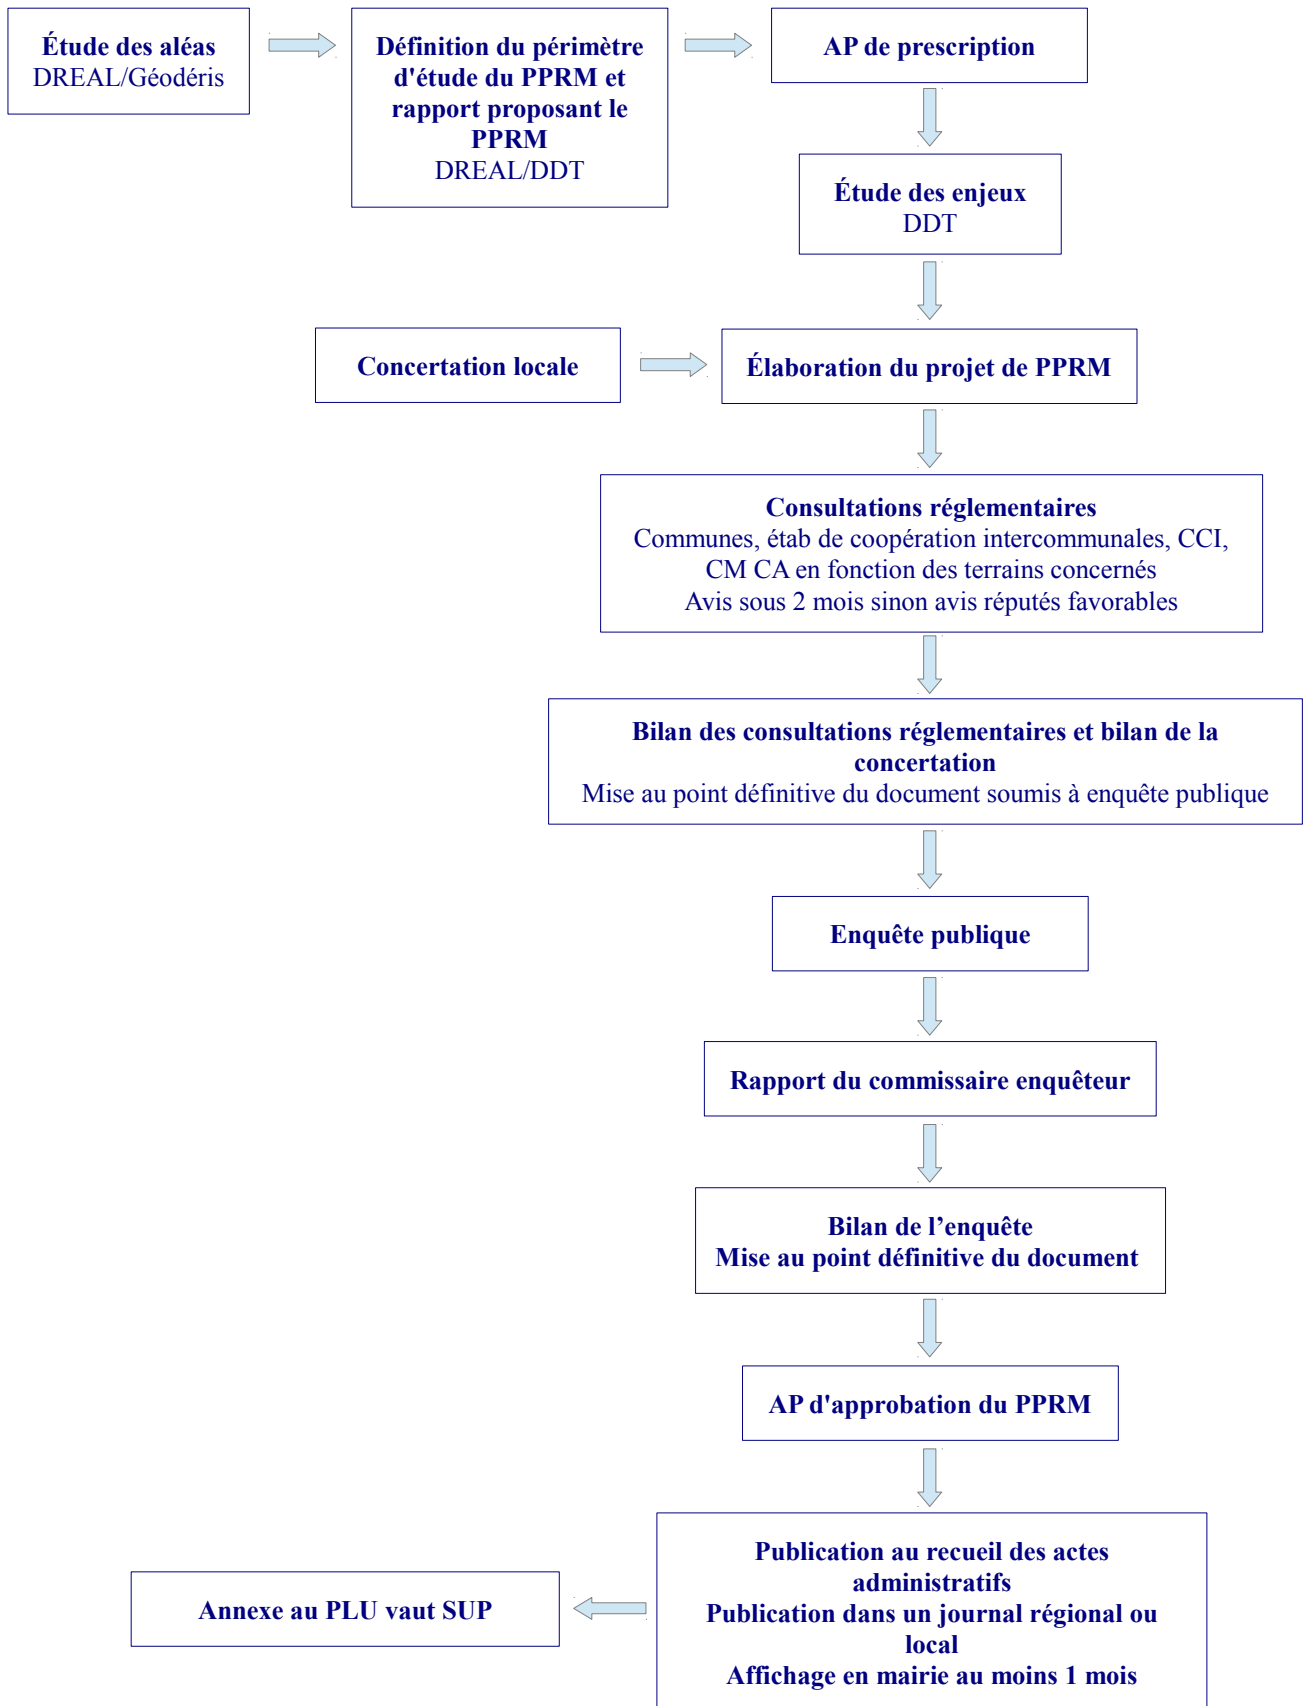 Étude des aléas
DREAL/Géodéris
Définition du périmètre
d'étude du PPRM et
rapport proposant le
PPRM
DREAL/DDT
AP de prescription
Étude des enjeux
DDT
Concertation locale
Élaboration du projet de PPRM
Consultations réglementaires
Communes, étab de coopération intercommunales, CCI,
CM CA en fonction des terrains concernés
Avis sous 2 mois sinon avis réputés favorables
Bilan des consultations réglementaires et bilan de la
concertation
Mise au point définitive du document soumis à enquête publique
Enquête publique
Rapport du commissaire enquêteur
Bilan de l’enquête
Mise au point définitive du document
AP d'approbation du PPRM
Publication au recueil des actes
administratifs
Publication dans un journal régional ou
local
Affichage en mairie au moins 1 mois
Annexe au PLU vaut SUP